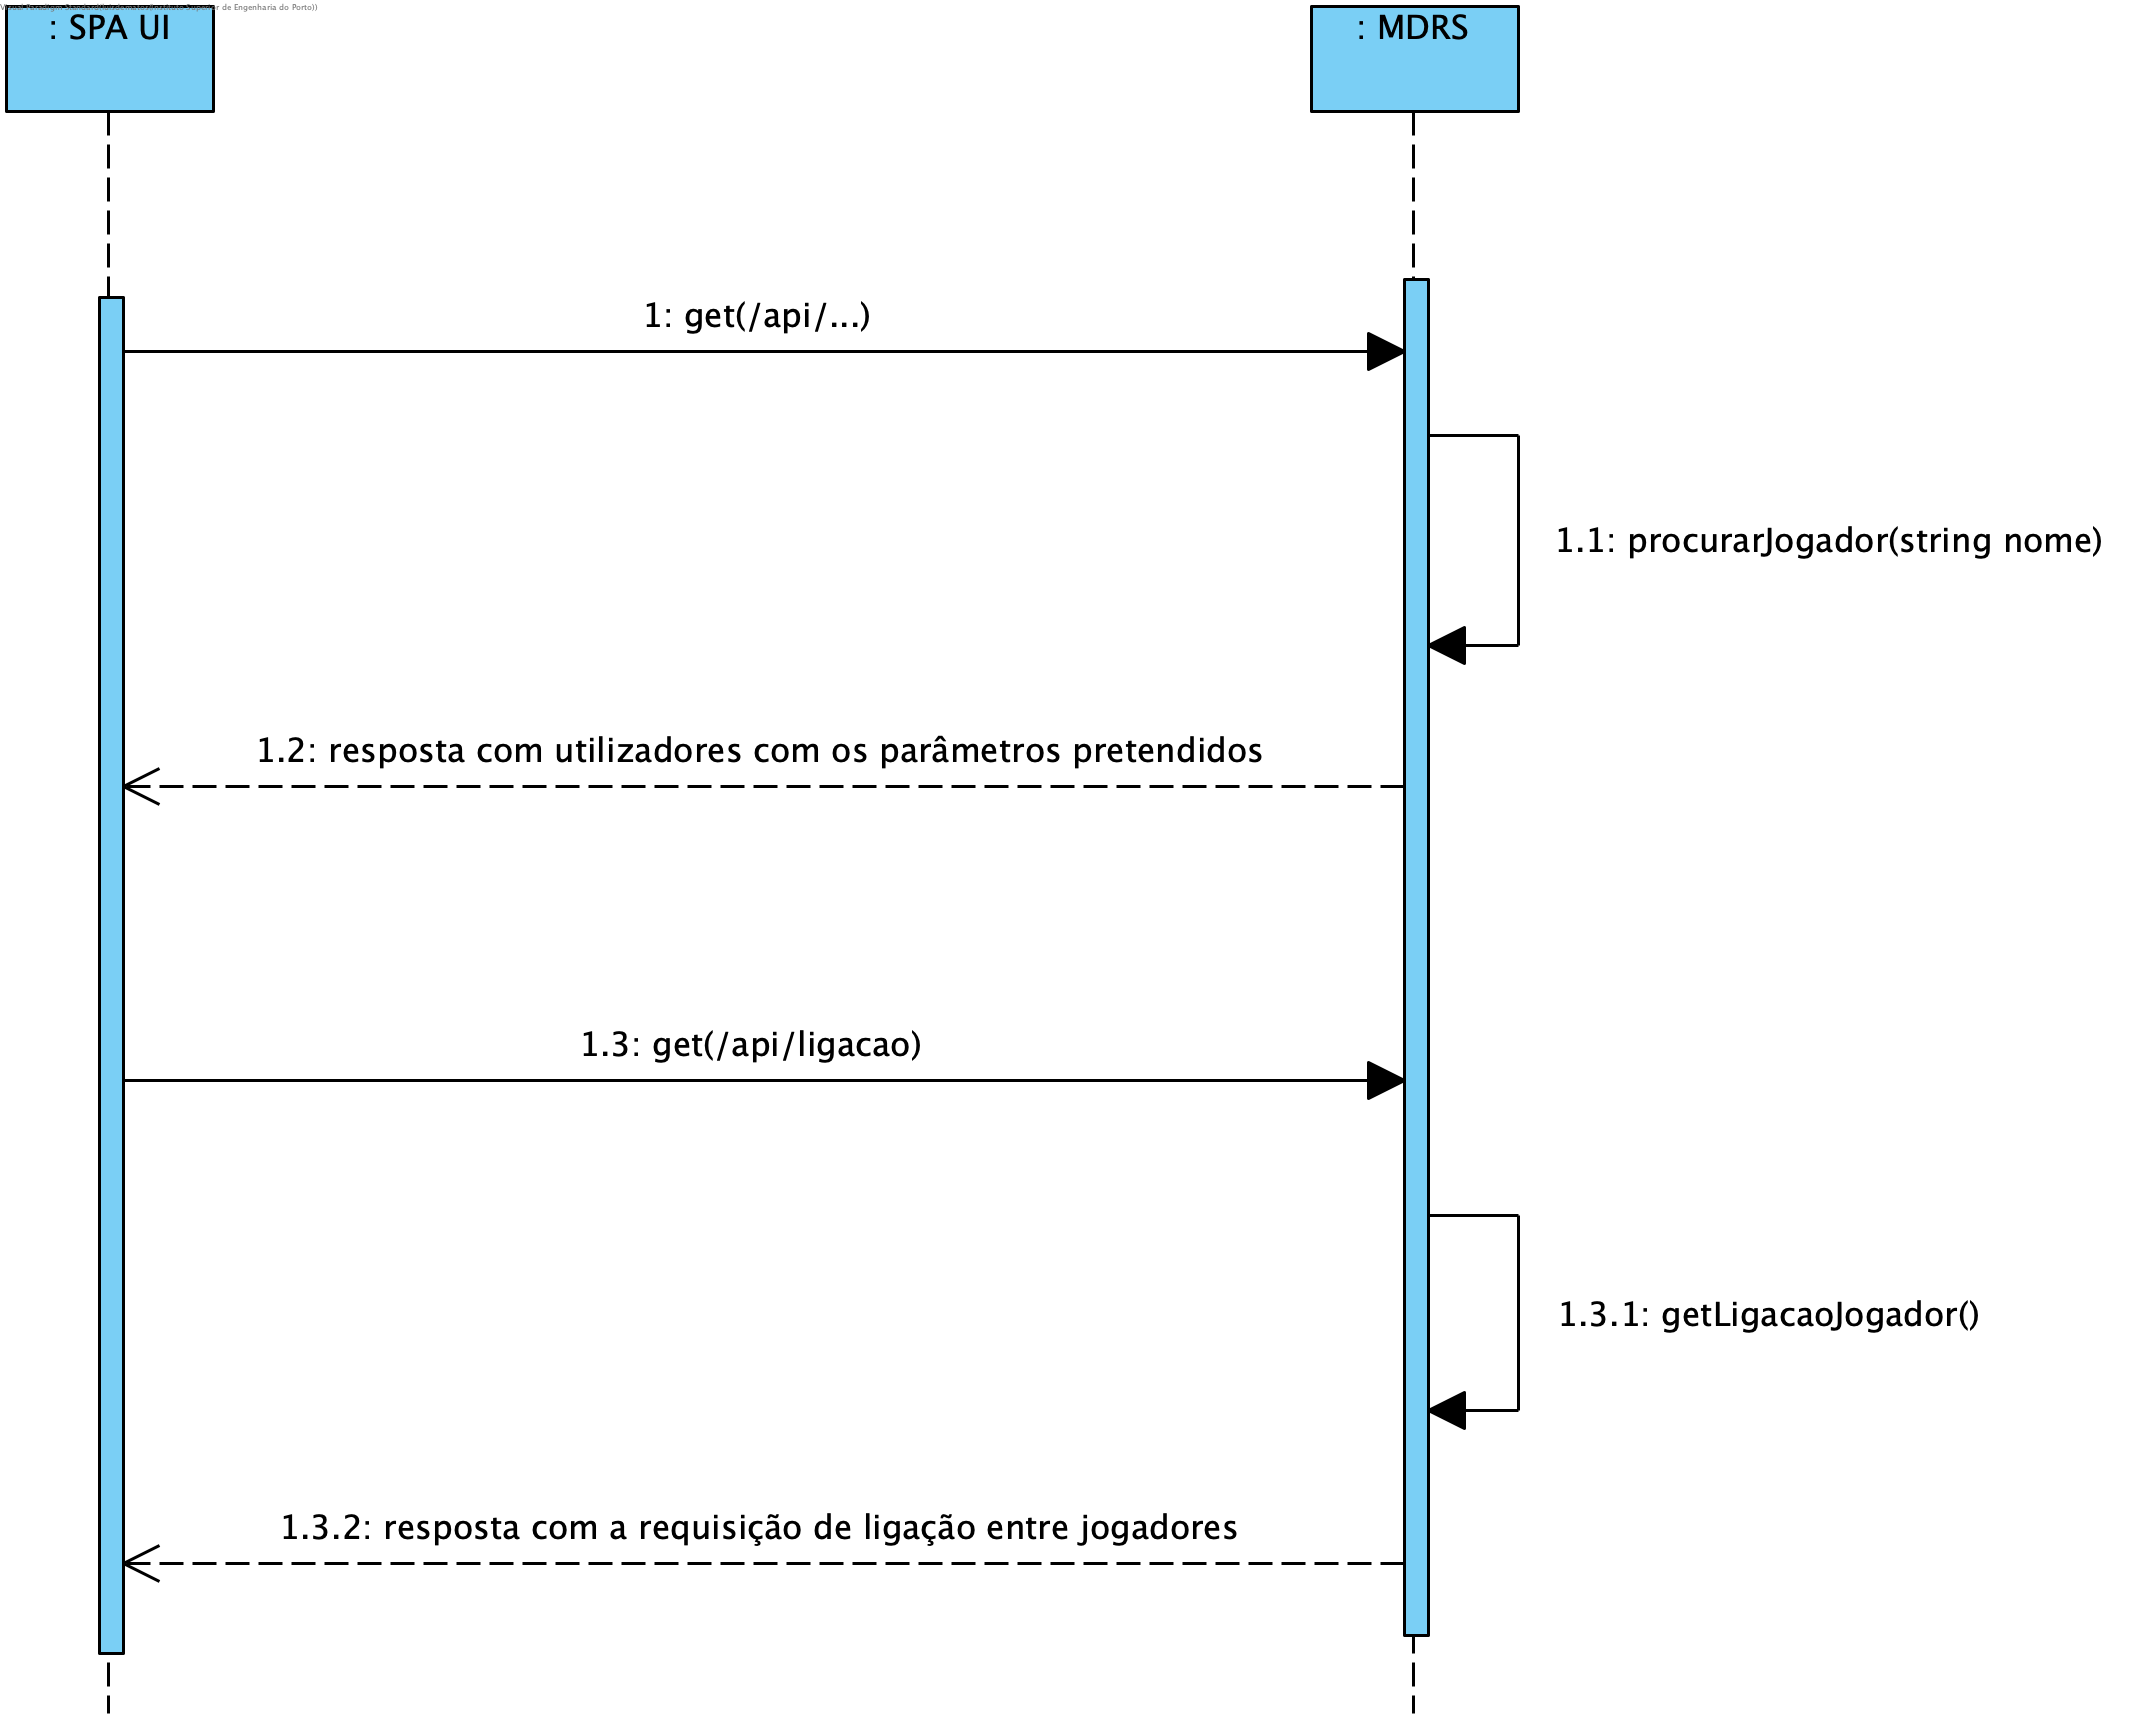 de Engenharia do Porto))
: SPA UI
: MDRS
1: get(/api/...)
1.1: procurarJogador(string nome)
1.2: resposta com utilizadores com os parâmetros pretendidos
1.3: get(/api/ligacao)
1.3.1: getLigacaoJogador()
1.3.2: resposta com a requisição de ligação entre jogadores